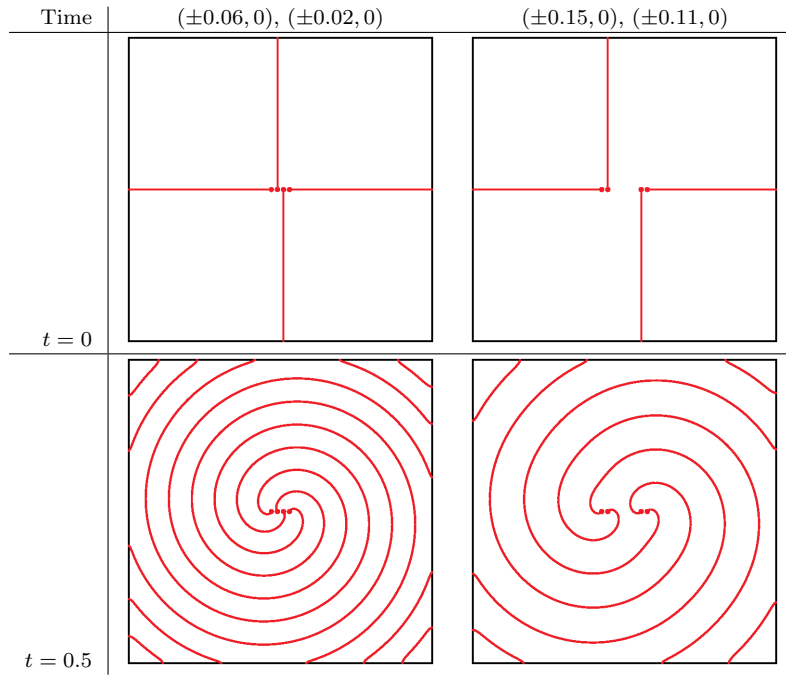 Time (±0.06, 0), (±0.02, 0) (±0.15, 0), (±0.11, 0)
t = 0
t = 0.5